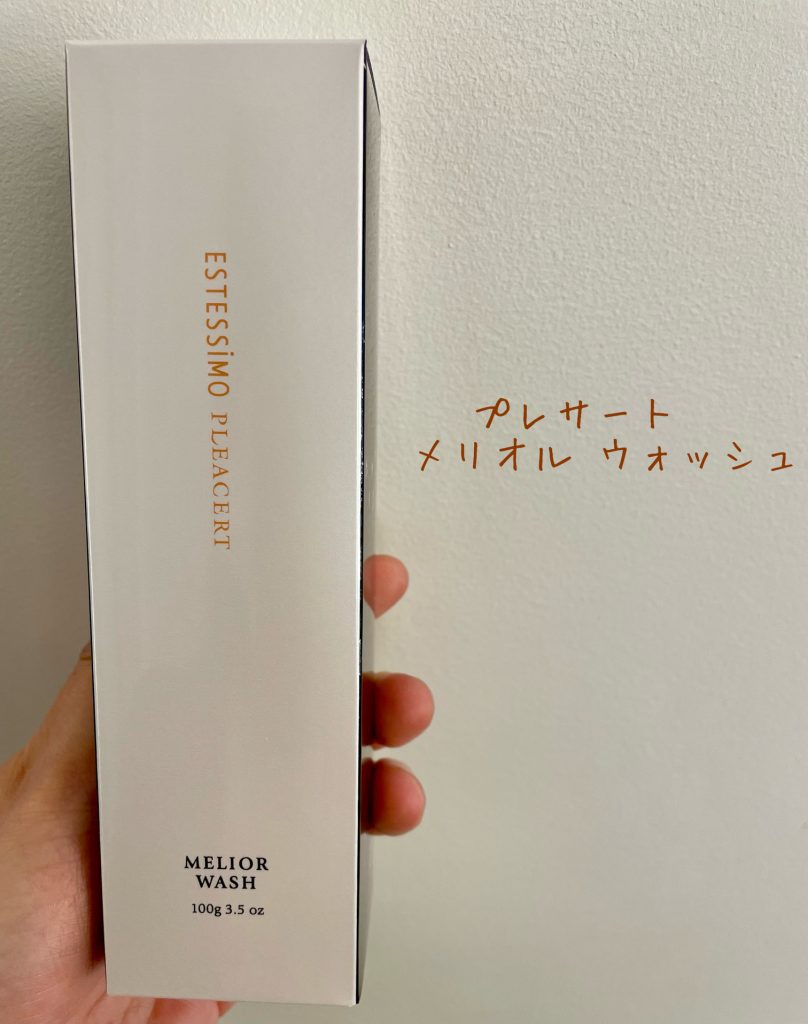 ESTESSiMO PLEACERT
MELIOR
WASH
100g 3.5 oz
プレサート
メリオル ウォッシュ